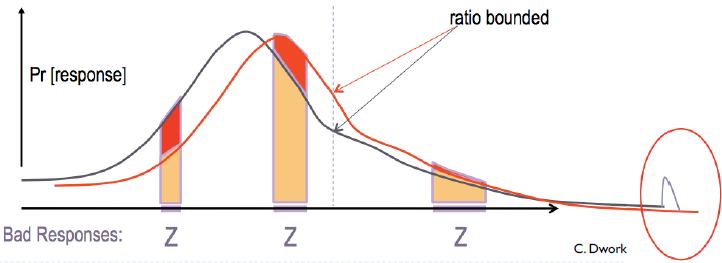 ratio bounded
Pr [response]
Bad Responses: Z Z Z
C. Dwork